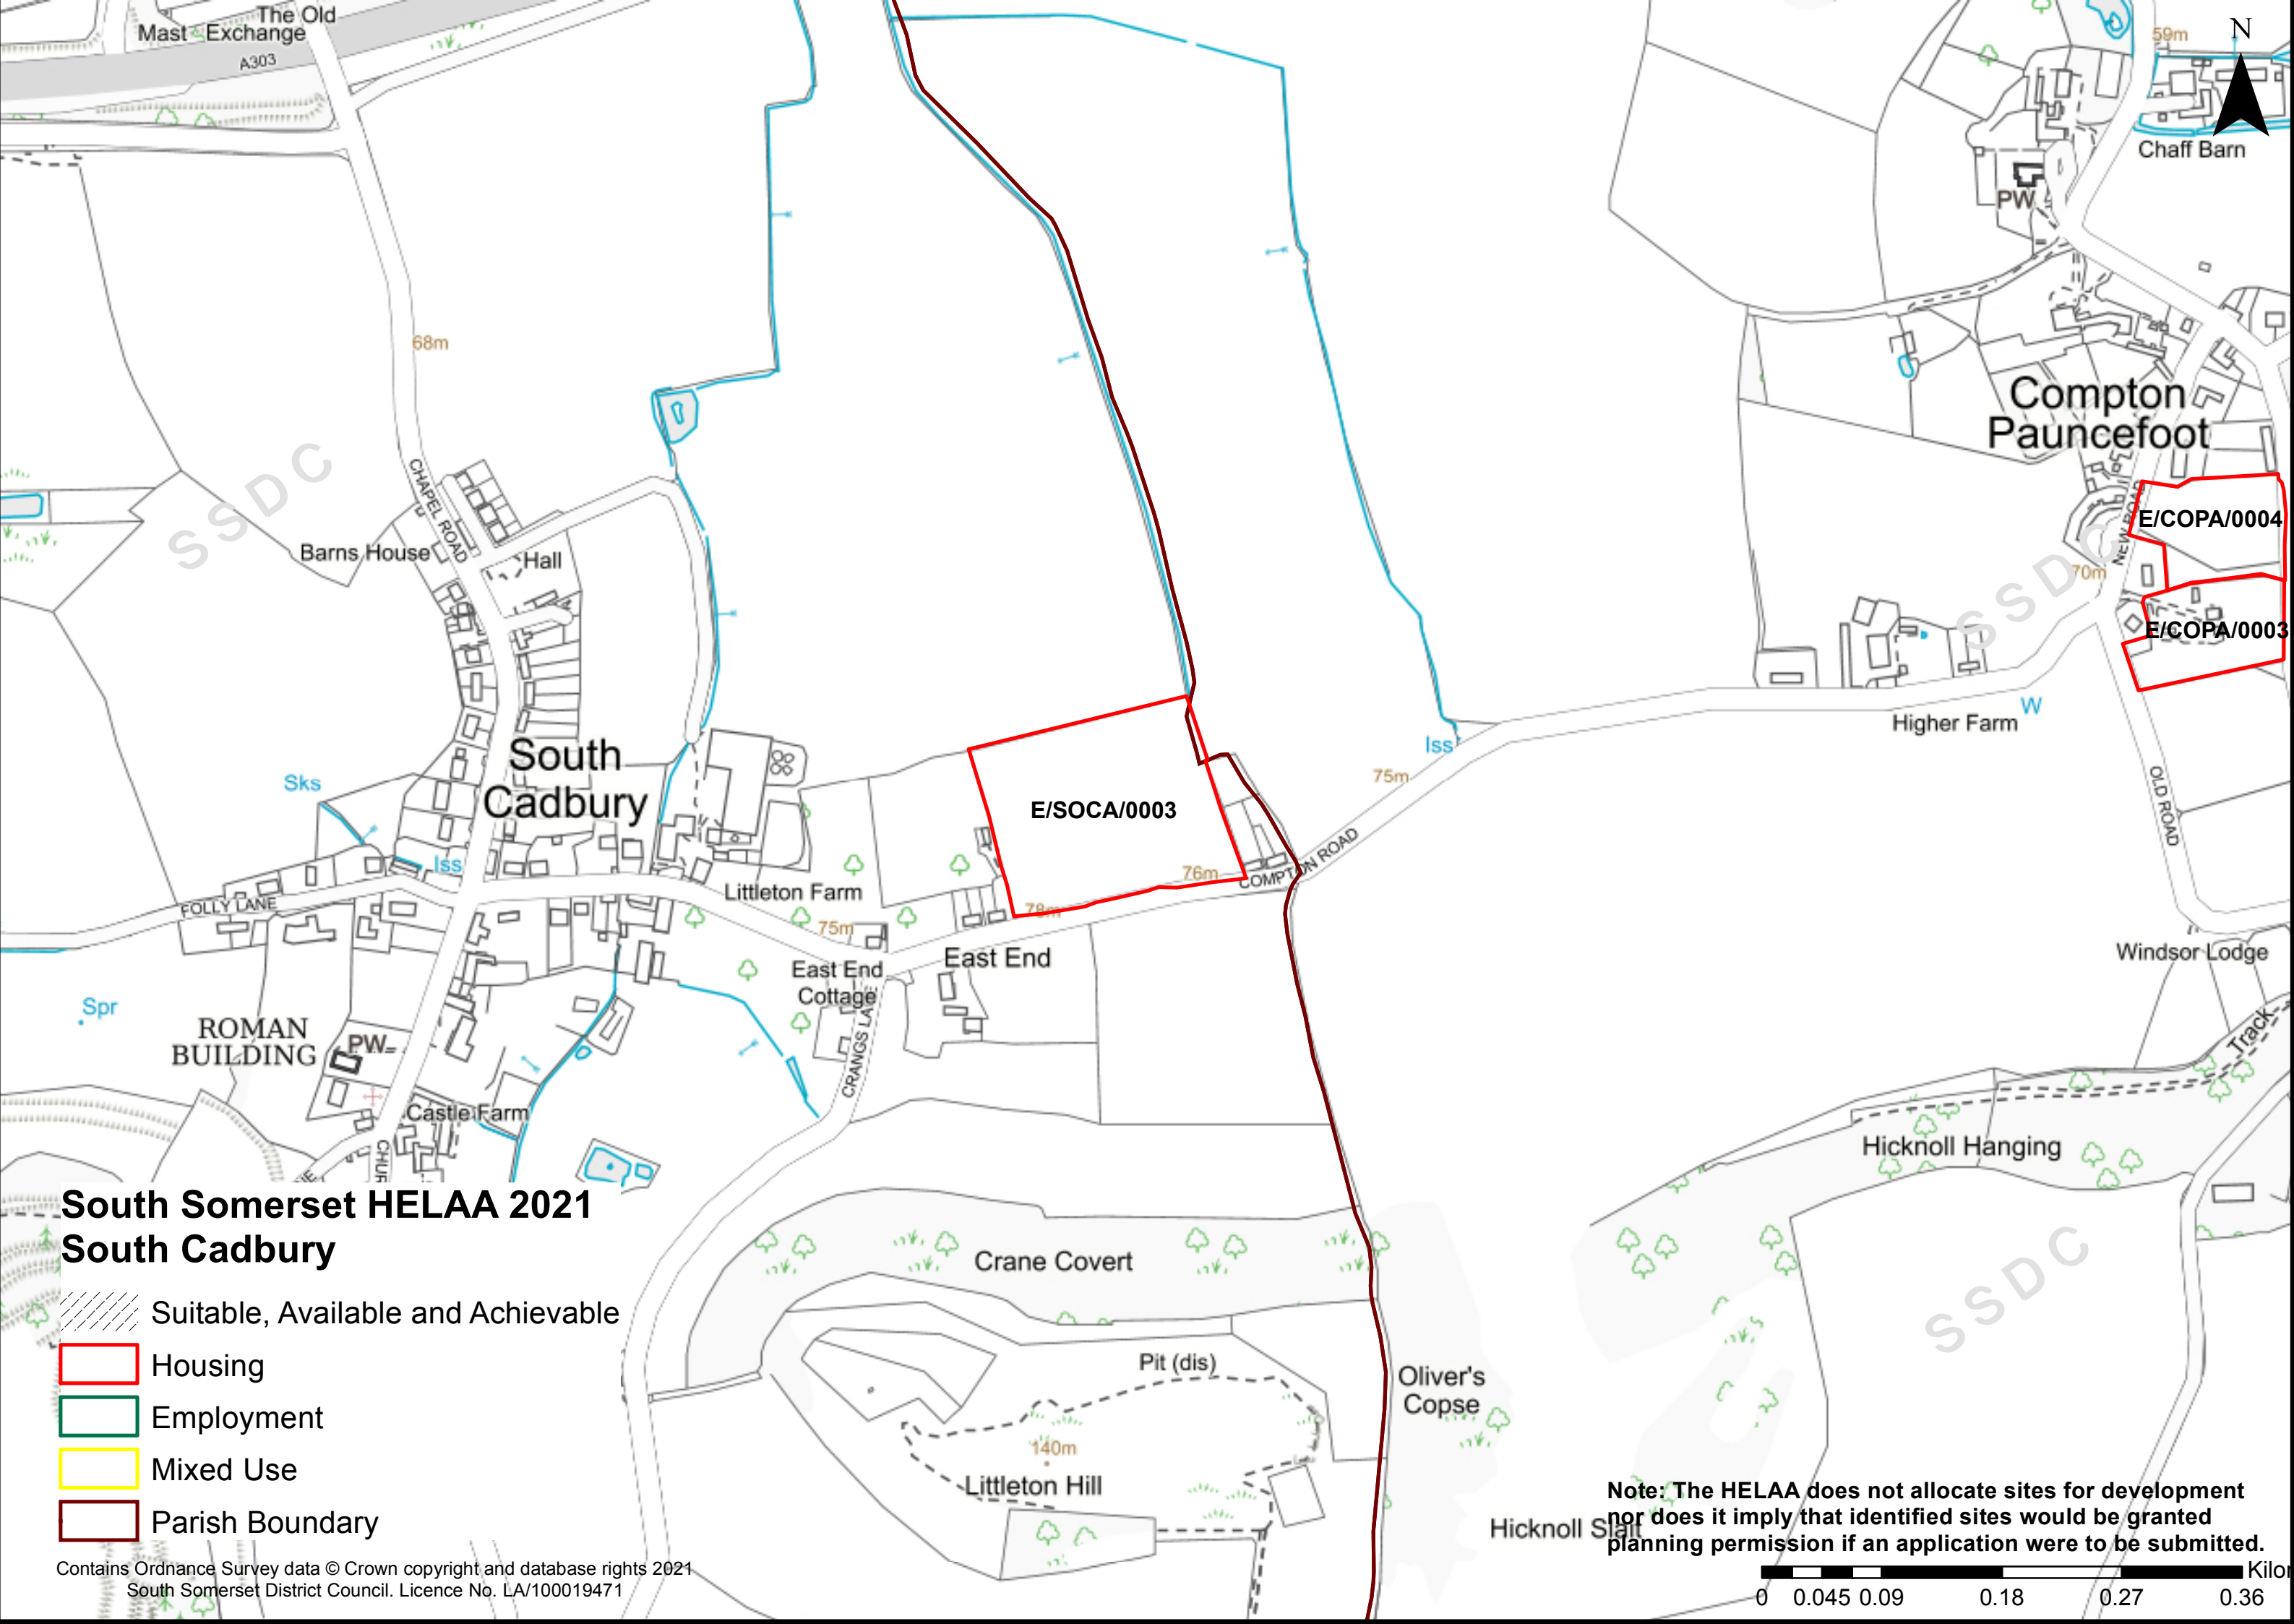 The Old
Mast Exchange
A303
59m
N
Chaff Barn
PW
68m
Compton
Pauncefoot
SSDC
CHAPEL ROAD
Barns House
Hall
E/COPA/0004
NEW ROAD
70m
SSDC
E/COPA/0003
W
Higher Farm
South
Cadbury
Iss
75m
OLD ROAD
Sks
E/SOCA/0003
Iss
76m
COMPTON ROAD
Littleton Farm
FOLLY LANE
78m
75m
East End
East End
Cottage
Windsor Lodge
Spr
ROMAN
BUILDING
PW
CRANGS LA
Track
Castle Farm
CHUR
Hicknoll Hanging
South Somerset HELAA 2021
South Cadbury
Crane Covert
SSDC
Suitable, Available and Achievable
Housing
Pit (dis)
Oliver's
Copse
Employment
140m
Mixed Use
Littleton Hill
Parish Boundary
Hicknoll Slait
Note: The HELAA does not allocate sites for development
nor does it imply that identified sites would be granted
planning permission if an application were to be submitted.
Contains Ordnance Survey data © Crown copyright and database rights 2021
South Somerset District Council. Licence No. LA/100019471
Kilor
0 0.045 0.09 0.18 0.27 0.36